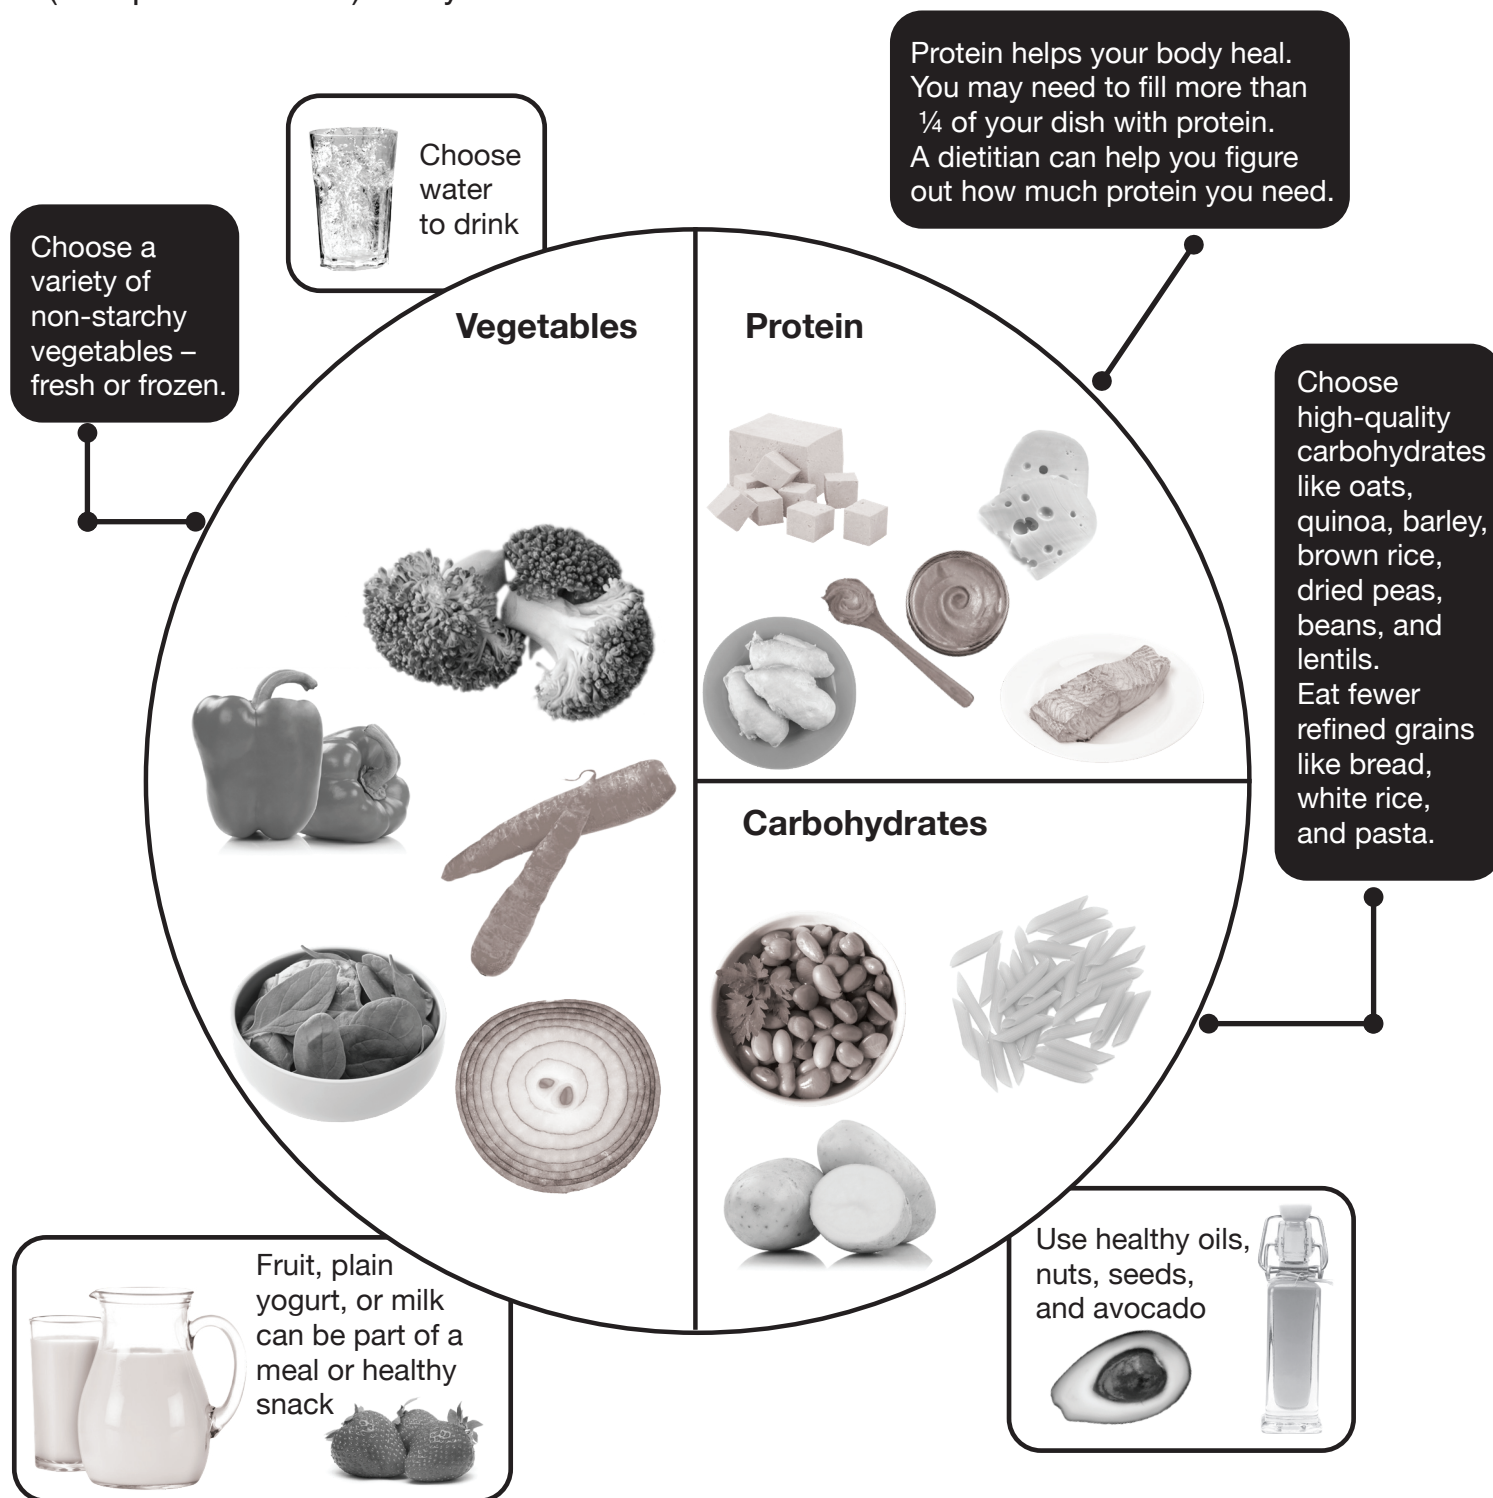 Protein helps your body heal.
You may need to fill more than
¼ of your dish with protein.
A dietitian can help you figure
out how much protein you need.
Choose
water
to drink
Choose a
variety of
non-starchy
vegetables –
fresh or frozen.
Vegetables
Protein
Choose
high-quality
carbohydrates
like oats,
quinoa, barley,
brown rice,
dried peas,
beans, and
lentils.
Eat fewer
refined grains
like bread,
white rice,
and pasta.
Carbohydrates
Fruit, plain
yogurt, or milk
can be part of a
meal or healthy
snack
Use healthy oils,
nuts, seeds,
and avocado